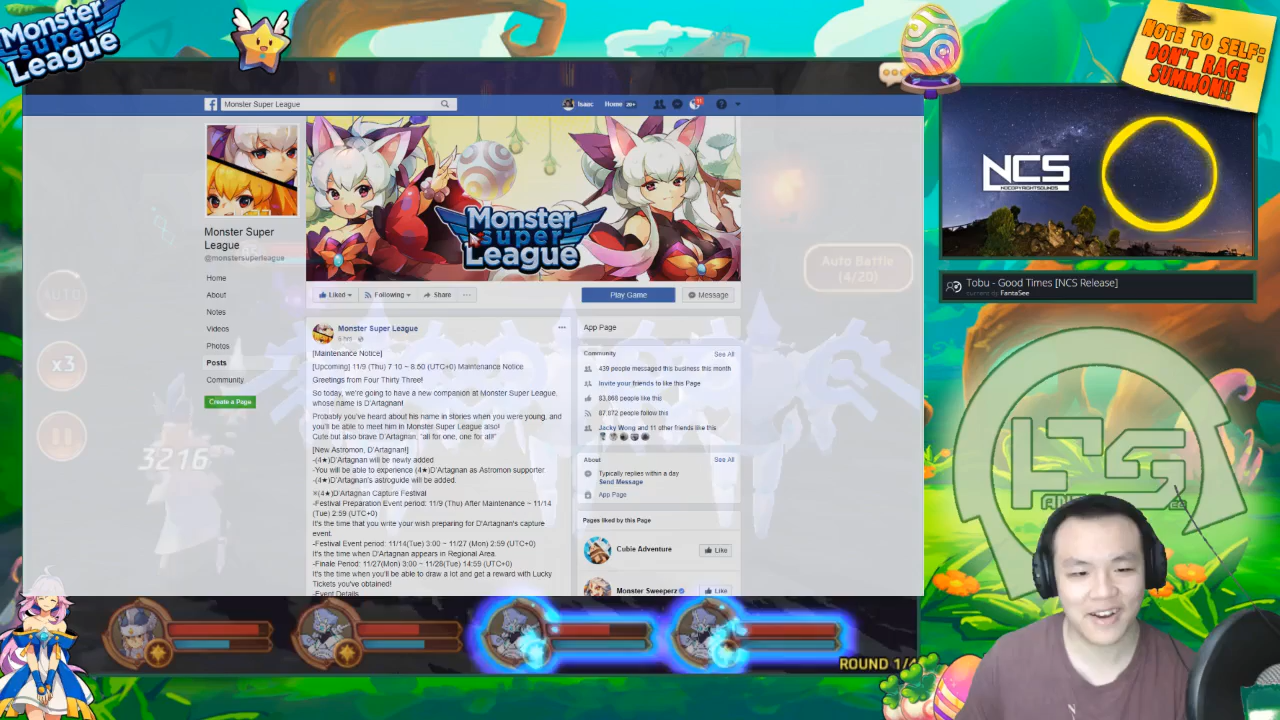 Monster
super
League
NOTE TO SELF:
DON'T RAGE
SUMMON!!
Monster Super League
Isaac
Home 20+
Monster Super
League
@monstersuperleague
Home
About
Notes
Videos
Photos
Posts
Community
Create a Page
Monster
super
League
Liked
Following
Share
Play Game
Message
Monster Super League
[Maintenance Notice]
[Upcoming] 11/9 (Thu) 7:10 ~ 8:50 (UTC+0) Maintenance Notice
Greetings from Four Thirty Three!
So today, we're going to have a new companion at Monster Super League,
whose name is D'Artagnan!
Probably you've heard about his name in stories when you were young, and
you'll be able to meet him in Monster Super League also!
Cute but also brave D'Artagnan, "all for one, one for all!"
[New Astromon, D'Artagnan!]
-(4★)D'Artagnan will be newly added
-You will be able to experience (4★)D'Artagnan as Astromon supporter
-(4★)D'Artagnan's astroguide will be added.
※(4★)D'Artagnan Capture Festival
-Festival Preparation Event period: 11/9 (Thu) After Maintenance ~ 11/14
(Tue) 2:59 (UTC+0)
It's the time that you write your wish preparing for D'Artagnan's capture
event.
-Festival Event period: 11/14(Tue) 3:00 ~ 11/27 (Mon) 2:59 (UTC+0)
It's the time when D'Artagnan appears in Regional Area.
-Finale Period: 11/27(Mon) 3:00 ~ 11/28(Tue) 14:59 (UTC+0)
It's the time when you'll be able to draw a lot and get a reward with Lucky
Tickets you've obtained!
-Event Details
App Page
Community
See All
439 people messaged this business this month
Invite your friends to like this Page
83,868 people like this
87,872 people follow this
Jacky Wong and 11 other friends like this
About
See All
Typically replies within a day
Send Message
App Page
Pages liked by this Page
Cubie Adventure
Like
Monster Sweeperz
Like
AUTO
x3
3216
Auto Battle
(4/20)
ROUND 1/
NCS
NOCOPYRIGHTSOUNDS
Tobu - Good Times [NCS Release]
FantaSee